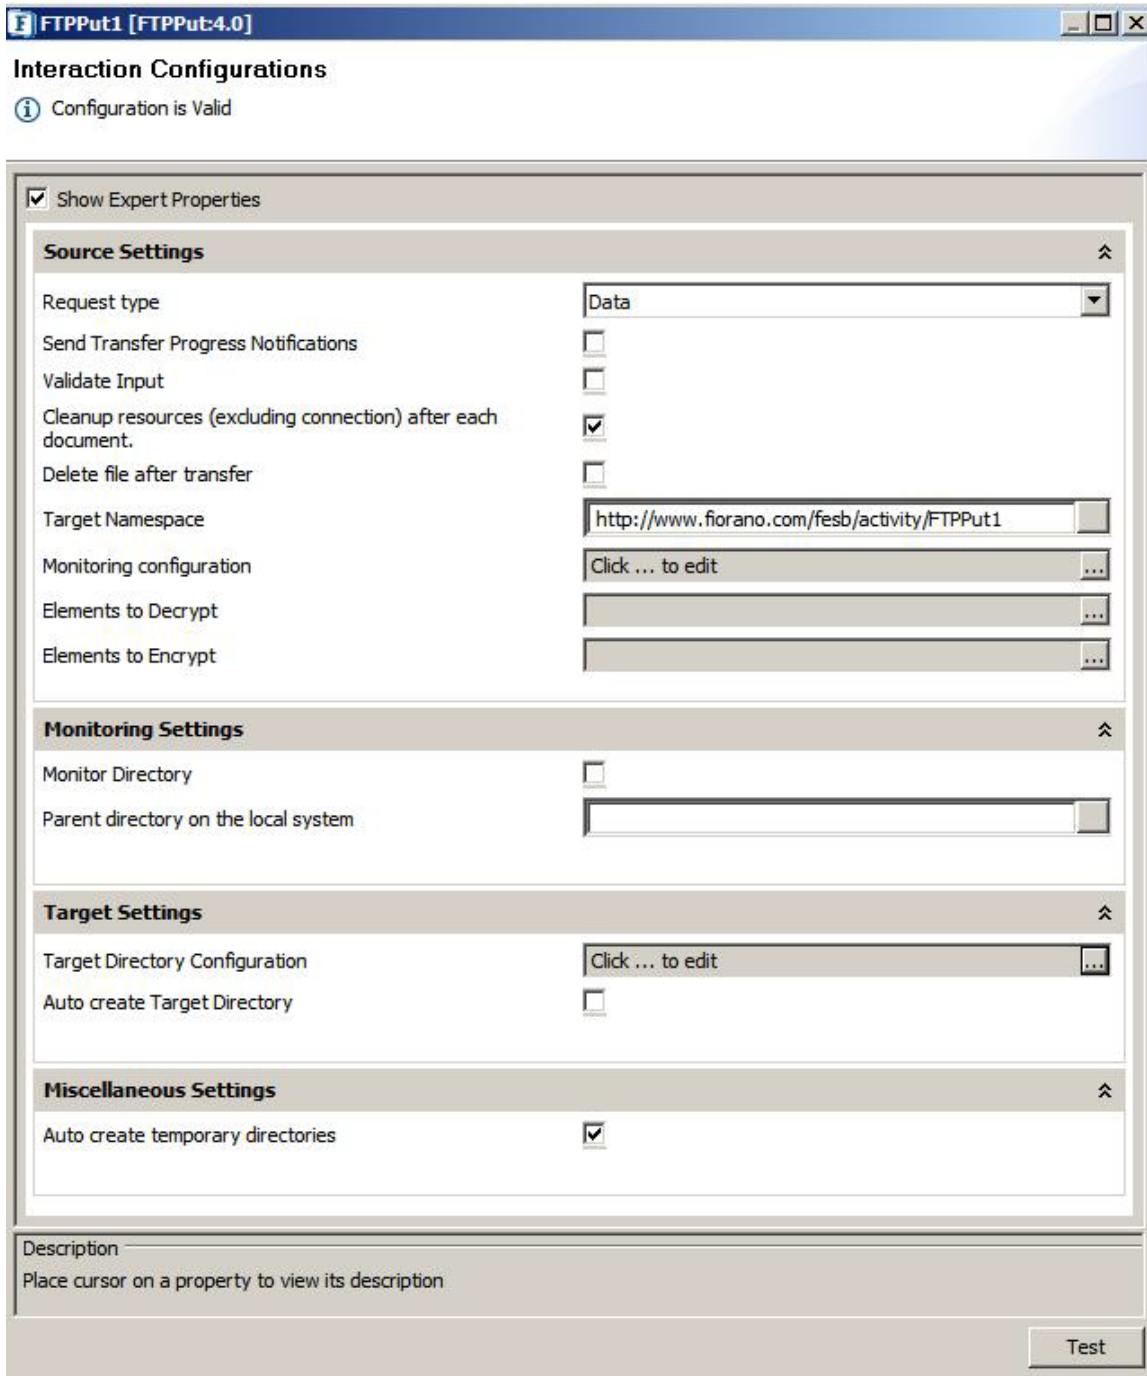 FTPPut1 [FTPPut:4.0]
Interaction Configurations
Configuration is Valid
Show Expert Properties
Source Settings
Request type Data
Send Transfer Progress Notifications
Validate Input
Cleanup resources (excluding connection) after each
document.
Delete file after transfer
Target Namespace http://www.fiorano.com/fesb/activity/FTPPut1
Monitoring configuration Click ... to edit ...
Elements to Decrypt ...
Elements to Encrypt ...
Monitoring Settings
Monitor Directory
Parent directory on the local system
Target Settings
Target Directory Configuration Click ... to edit ...
Auto create Target Directory
Miscellaneous Settings
Auto create temporary directories
Description
Place cursor on a property to view its description
Test